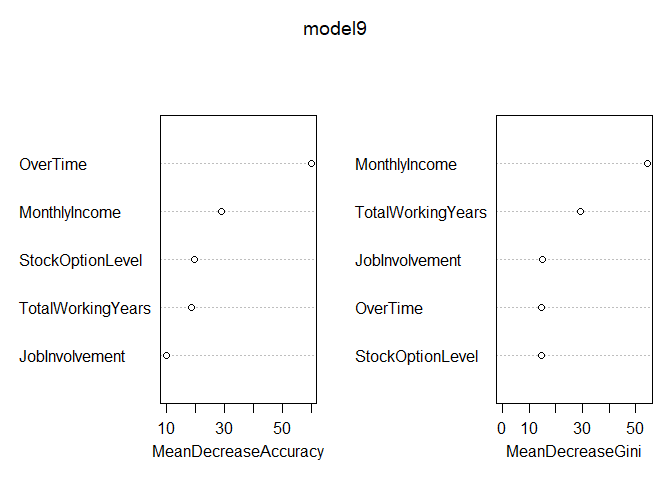 model9
OverTime
MonthlyIncome
StockOptionLevel
TotalWorkingYears
JobInvolvement
10 30 50
MeanDecreaseAccuracy
MonthlyIncome
TotalWorkingYears
JobInvolvement
OverTime
StockOptionLevel
0 10 30 50
MeanDecreaseGini